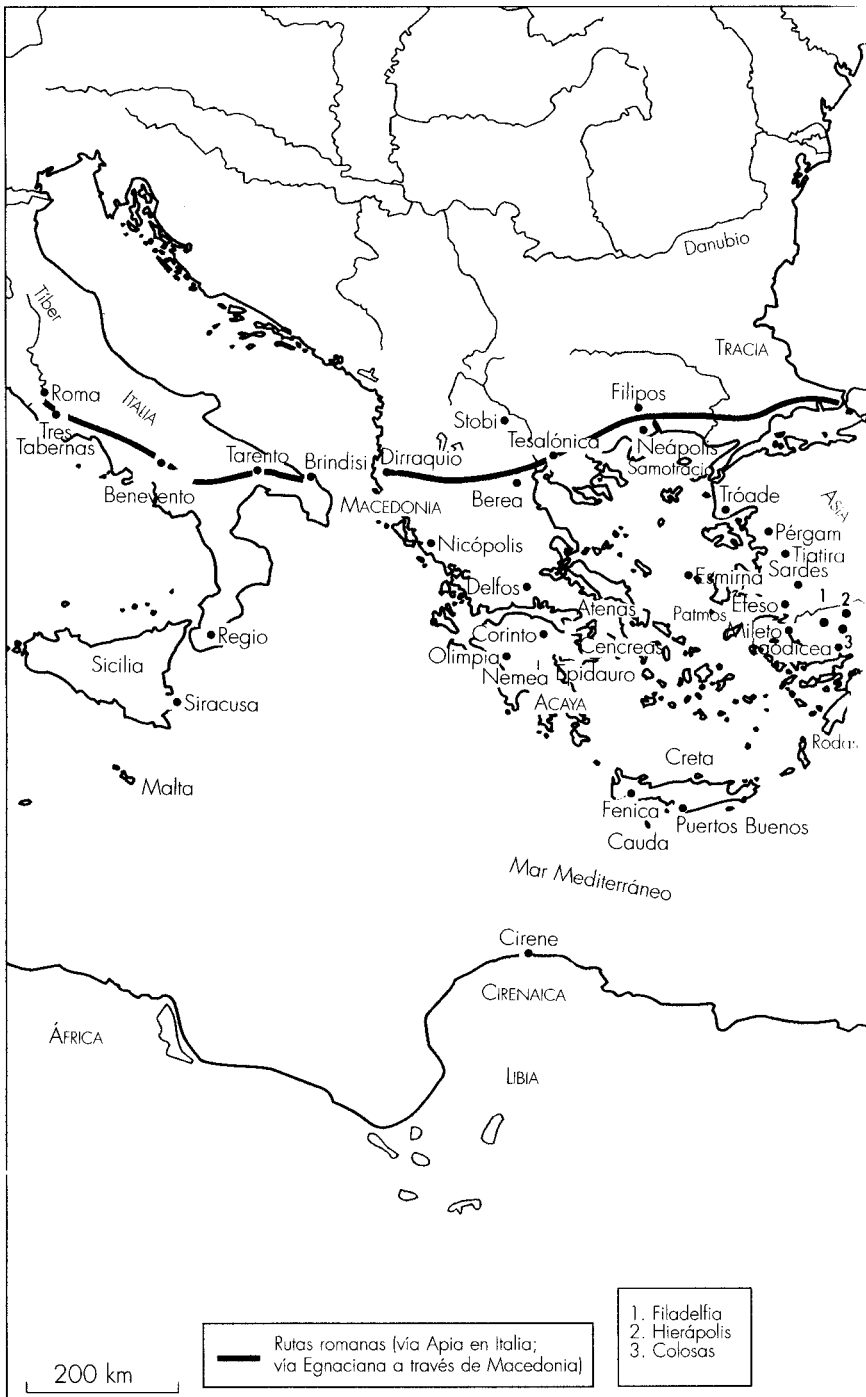 Danubio
Tíber
TRACIA
Roma
ITALIA
Filipos
Stobi
Tres
Tabernas
Tesalónica
Neápolis
Tarento
Brindisi
Dirraquio
Samotracia
Benevento
Berea
MACEDONIA
Tróade
ASIA
Pérgam
Nicópolis
Tiatira
Esmirna
Sardes
Delfos
Efeso
1
2
Atenas
Patmos
Regio
Corinto
Mileto
Cencreas
Laodicea
3
Sicilia
Olimpia
Nemea
Epidauro
Siracusa
ACAYA
Rodas
Creta
Malta
Fenica
Puertos Buenos
Cauda
Mar Mediterráneo
Cirene
CIRENAICA
ÁFRICA
LIBIA
1. Filadelfia
2. Hierápolis
3. Colosas
Rutas romanas (vía Apia en Italia;
vía Egnaciana a través de Macedonia)
200 km